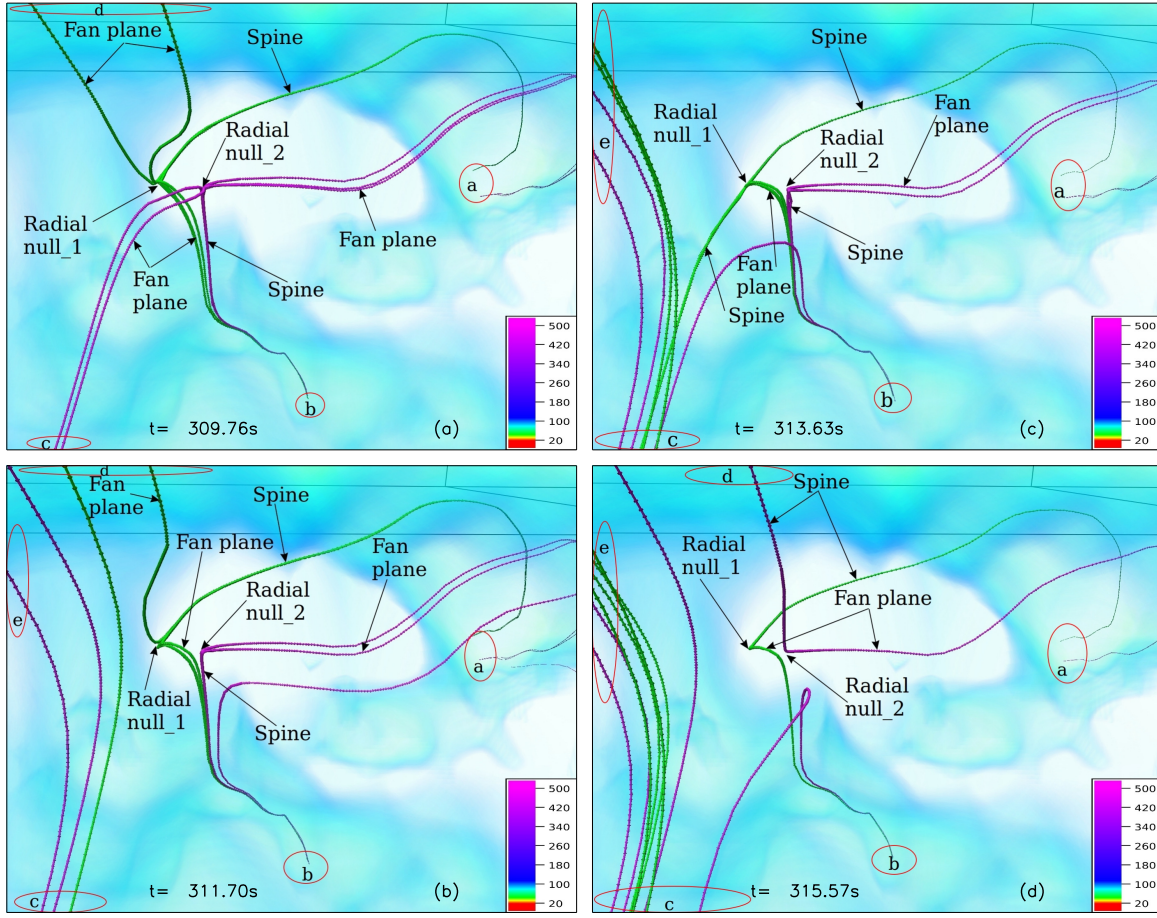 d
Fan plane
Spine
Radial
null_2
a
Radial
null_1
Fan plane
Fan
plane
Spine
b
c
t= 309.76s
(a)
500
420
340
260
180
100
20
Spine
Fan
plane
Radial
null_1
Radial
null_2
e
a
Spine
Fan
plane
Spine
b
c
t= 313.63s
(c)
500
420
340
260
180
100
20
d
Fan
plane
Spine
Fan plane
Fan
plane
Radial
null_2
e
a
Radial
null_1
Spine
b
c
t= 311.70s
(b)
500
420
340
260
180
100
20
d
Spine
Radial
null_1
e
Fan plane
a
Radial
null_2
b
c
t= 315.57s
(d)
500
420
340
260
180
100
20